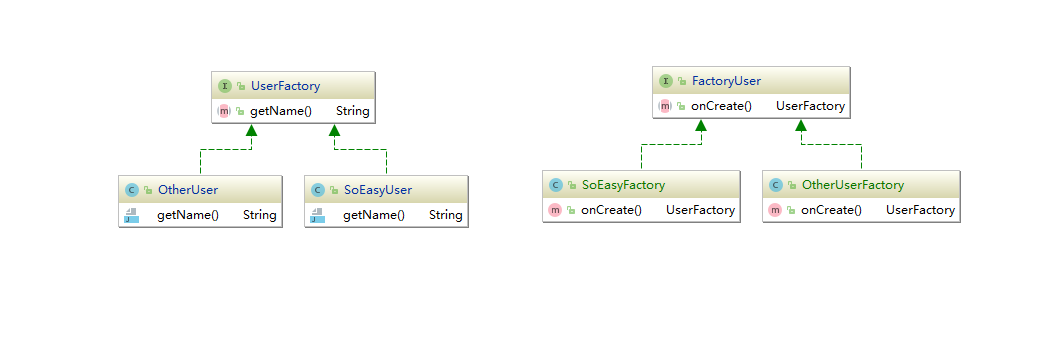 I UserFactory
m getName() String
C OtherUser
J getName() String
C SoEasyUser
J getName() String
I FactoryUser
m onCreate() UserFactory
C SoEasyFactory
m onCreate() UserFactory
C OtherUserFactory
m onCreate() UserFactory